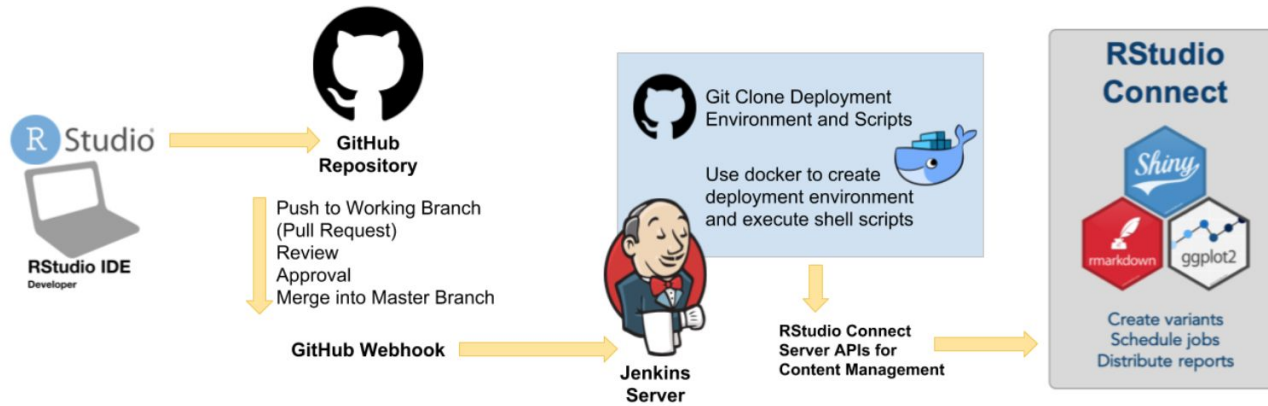 R Studio®
RStudio IDE
Developer
GitHub
Repository
Push to Working Branch
(Pull Request)
Review
Approval
Merge into Master Branch
GitHub Webhook
Jenkins
Server
Git Clone Deployment
Environment and Scripts
Use docker to create
deployment environment
and execute shell scripts
RStudio Connect
Server APIs for
Content Management
RStudio
Connect
Shiny
rmarkdown
ggplot2
Create variants
Schedule jobs
Distribute reports